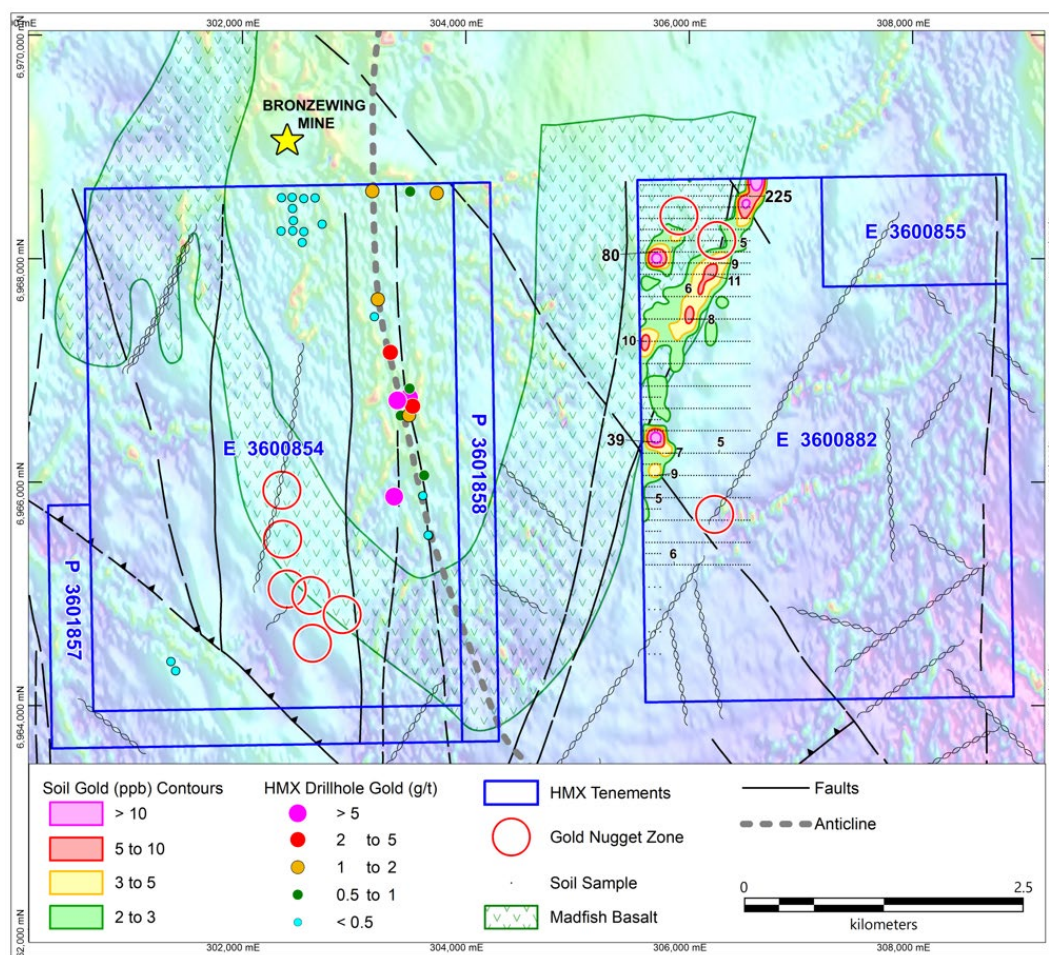 302,000 mE
304,000 mE
306,000 mE
308,000 mE
6,970,000 mN
BRONZEWING
MINE
225
E 3600855
5
80
9
11
6
8
6,968,000 mN
10
E 3600854
P 3601858
39
5
7
E 3600882
9
5
6,966,000 mN
6
P 3601857
6,964,000 mN
Soil Gold (ppb) Contours
> 10
5 to 10
3 to 5
2 to 3
HMX Drillhole Gold (g/t)
> 5
2 to 5
1 to 2
0.5 to 1
< 0.5
HMX Tenements
Gold Nugget Zone
Soil Sample
Madfish Basalt
Faults
Anticline
0
2.5
kilometers
302,000 mE
304,000 mE
306,000 mE
308,000 mE